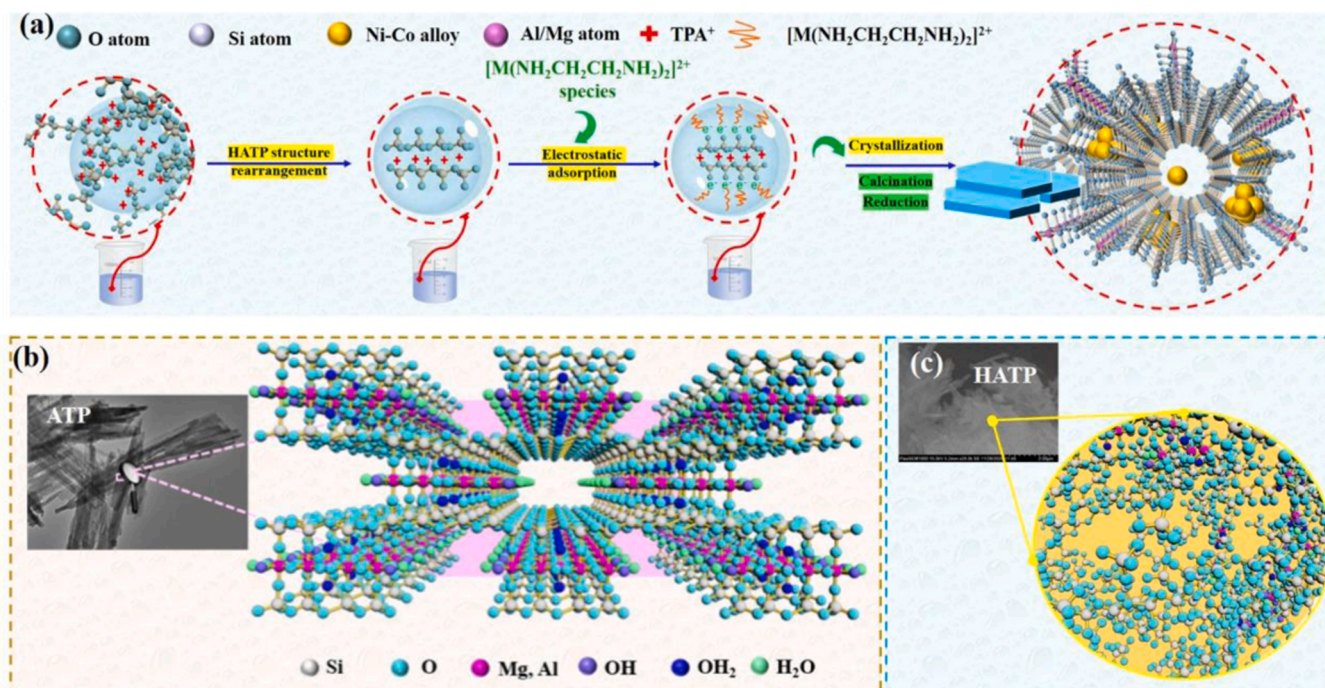 (a)
O atom Si atom Ni-Co alloy Al/Mg atom TPA⁺ [M(NH₂CH₂CH₂NH₂)₂]²⁺
[M(NH₂CH₂CH₂NH₂)₂]²⁺
species
HATP structure
rearrangement
Electrostatic
adsorption
e⁻ e⁻ e⁻ e⁻
e⁻ e⁻ e⁻ e⁻
Crystallization
Calcination
Reduction
(b)
ATP
Si O Mg, Al OH OH₂ H₂O
(c)
HATP